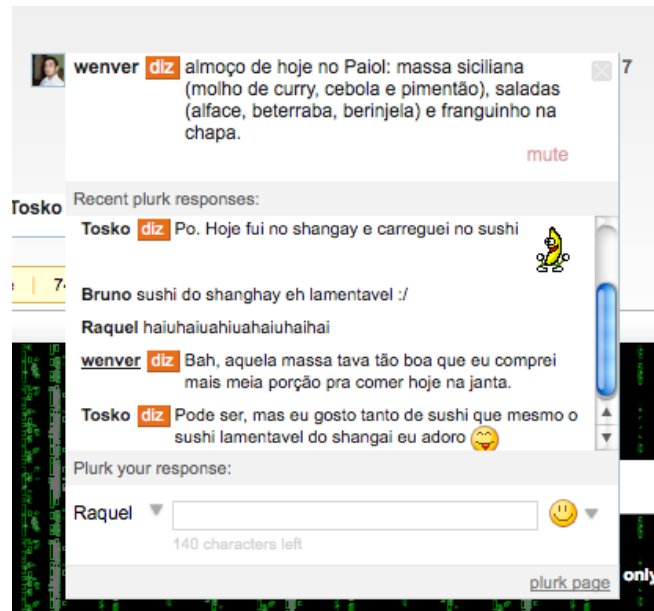 wenver diz almoço de hoje no Paiol: massa siciliana
(molho de curry, cebola e pimentão), saladas
(alface, beterraba, berinjela) e franguinho na
chapa.
7
mute
Tosko
Recent plurk responses:
Tosko diz Po. Hoje fui no shangay e carreguei no sushi
74
Bruno sushi do shanghay eh lamentavel :/
Raquel haiuhaiuahiuahaiuhaihai
wenver diz Bah, aquela massa tava tão boa que eu comprei
mais meia porção pra comer hoje na janta.
Tosko diz Pode ser, mas eu gosto tanto de sushi que mesmo o
sushi lamentavel do shangai eu adoro
Plurk your response:
Raquel
140 characters left
plurk page
only